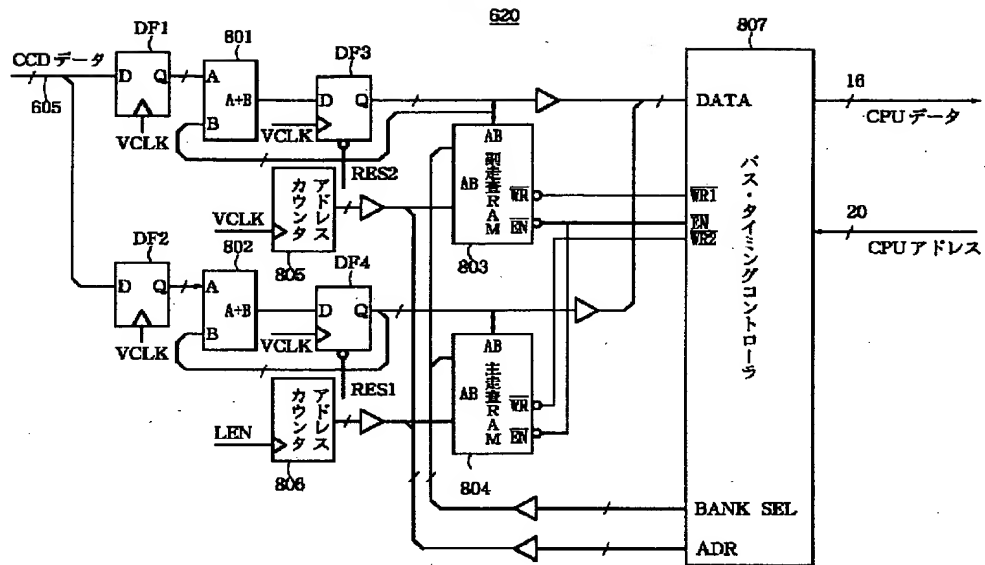 620
CCDデータ
605
DF1
D Q
VCLK
801
A
A+B
B
DF3
D Q
VCLK
RES2
アドレスカウンタ
VCLK
805
AB
AB
副走査RAM
WR
EN
803
DF2
D Q
VCLK
802
A
A+B
B
DF4
D Q
VCLK
RES1
アドレスカウンタ
LEN
806
AB
AB
主走査RAM
WR
EN
804
807
DATA
WR1
EN
WR2
バス・タイミングコントローラ
BANK SEL
ADR
16
CPUデータ
20
CPUアドレス